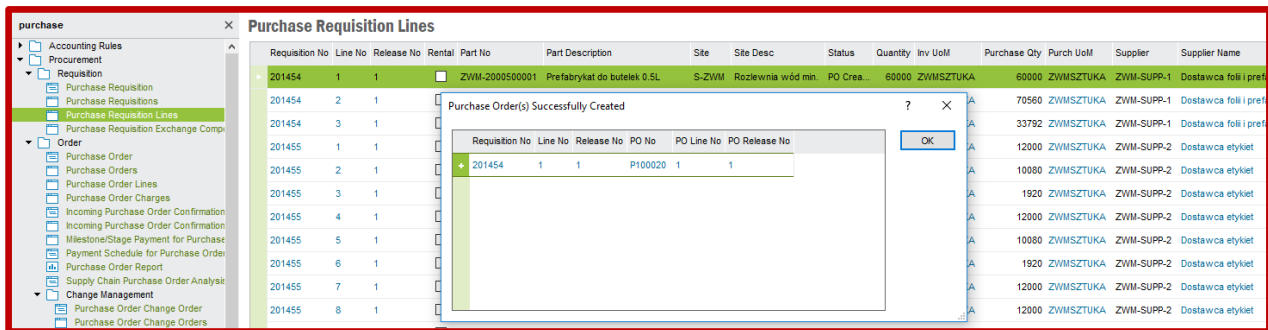 purchase ×
Accounting Rules
Procurement
Requisition
Purchase Requisition
Purchase Requisitions
Purchase Requisition Lines
Purchase Requisition Exchange Compo
Order
Purchase Order
Purchase Orders
Purchase Order Lines
Purchase Order Charges
Incoming Purchase Order Confirmation
Incoming Purchase Order Confirmation
Milestone/Stage Payment for Purchase
Payment Schedule for Purchase Order
Purchase Order Report
Supply Chain Purchase Order Analysis
Change Management
Purchase Order Change Order
Purchase Order Change Orders
Purchase Requisition Lines
Requisition No Line No Release No Rental Part No Part Description Site Site Desc Status Quantity Inv UoM Purchase Qty Purch UoM Supplier Supplier Name
201454 1 1 ZWM-2000500001 Prefabrykat do butelek 0.5L S-ZWM Rozlewnia wód min. PO Crea... 60000 ZWMSZTUKA 60000 ZWMSZTUKA ZWM-SUPP-1 Dostawca folii i prefa
201454 2 1 A 70560 ZWMSZTUKA ZWM-SUPP-1 Dostawca folii i prefa
201454 3 1 A 33792 ZWMSZTUKA ZWM-SUPP-1 Dostawca folii i prefa
201455 1 1 A 12000 ZWMSZTUKA ZWM-SUPP-2 Dostawca etykiet
201455 2 1 A 10080 ZWMSZTUKA ZWM-SUPP-2 Dostawca etykiet
201455 3 1 A 1920 ZWMSZTUKA ZWM-SUPP-2 Dostawca etykiet
201455 4 1 A 12000 ZWMSZTUKA ZWM-SUPP-2 Dostawca etykiet
201455 5 1 A 10080 ZWMSZTUKA ZWM-SUPP-2 Dostawca etykiet
201455 6 1 A 1920 ZWMSZTUKA ZWM-SUPP-2 Dostawca etykiet
201455 7 1 A 12000 ZWMSZTUKA ZWM-SUPP-2 Dostawca etykiet
201455 8 1 A 12000 ZWMSZTUKA ZWM-SUPP-2 Dostawca etykiet
Purchase Order(s) Successfully Created ? ×
Requisition No Line No Release No PO No PO Line No PO Release No
201454 1 1 P100020 1 1
OK